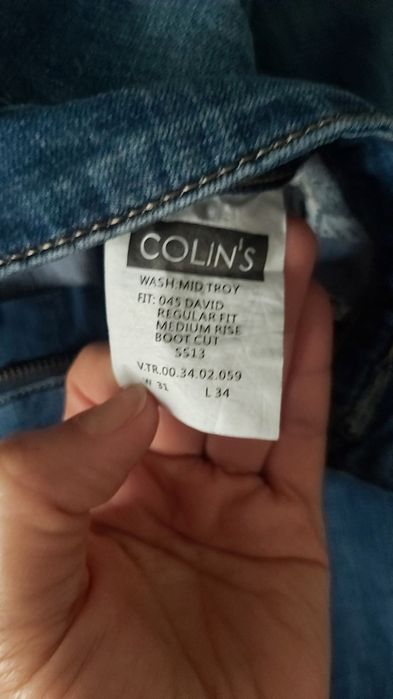 COLIN'S
WASH:MID TROY
FIT: 045 DAVID
REGULAR FIT
MEDIUM RISE
BOOT CUT
SS13
V.TR.00.34.02.059
W 31 L 34